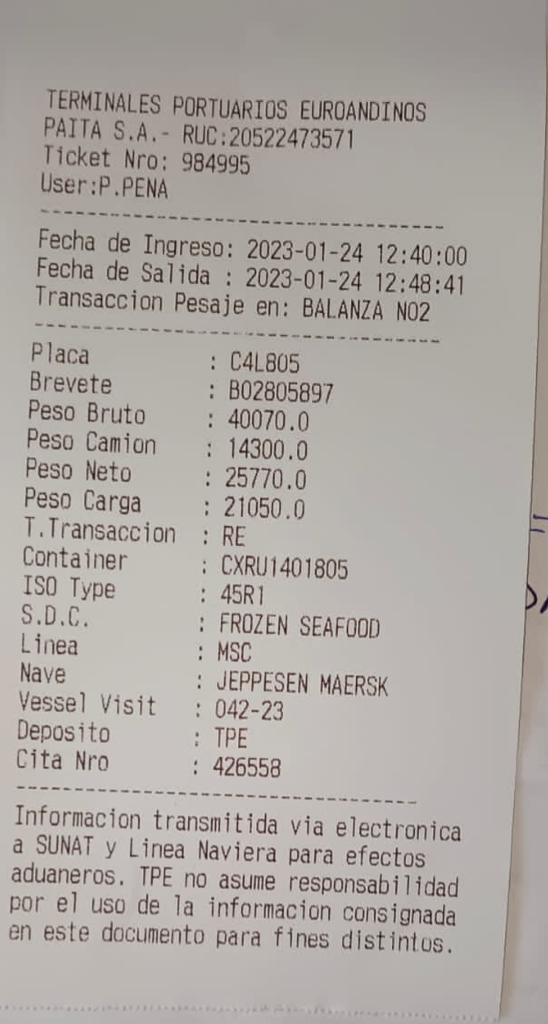 TERMINALES PORTUARIOS EUROANDINOS
PAITA S.A.- RUC:20522473571
Ticket Nro: 984995
User:P.PENA
Fecha de Ingreso: 2023-01-24 12:40:00
Fecha de Salida : 2023-01-24 12:48:41
Transaccion Pesaje en: BALANZA N02
Placa : C4L805
Brevete : B02805897
Peso Bruto : 40070.0
Peso Camion : 14300.0
Peso Neto : 25770.0
Peso Carga : 21050.0
T.Transaccion : RE
Container : CXRU1401805
ISO Type : 45R1
S.D.C. : FROZEN SEAFOOD
Linea : MSC
Nave : JEPPESEN MAERSK
Vessel Visit : 042-23
Deposito : TPE
Cita Nro : 426558
Informacion transmitida via electronica
a SUNAT y Linea Naviera para efectos
aduaneros. TPE no asume responsabilidad
por el uso de la informacion consignada
en este documento para fines distintos.